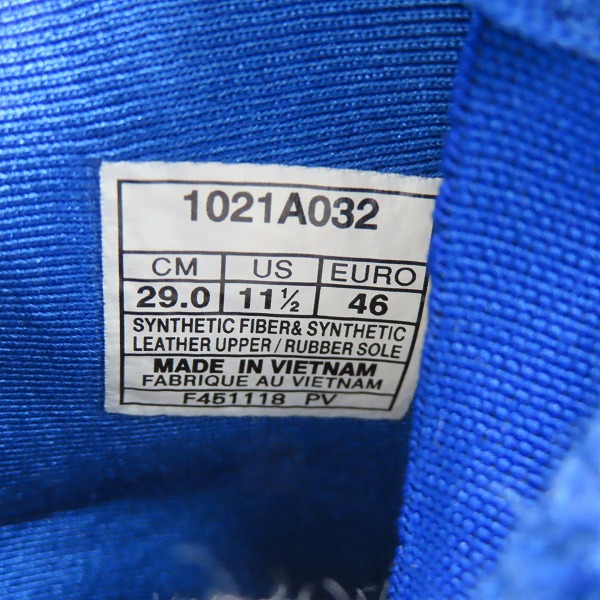 1021A032
CM US EURO
29.0 11½ 46
SYNTHETIC FIBER& SYNTHETIC
LEATHER UPPER / RUBBER SOLE
MADE IN VIETNAM
FABRIQUE AU VIETNAM
F451118 PV